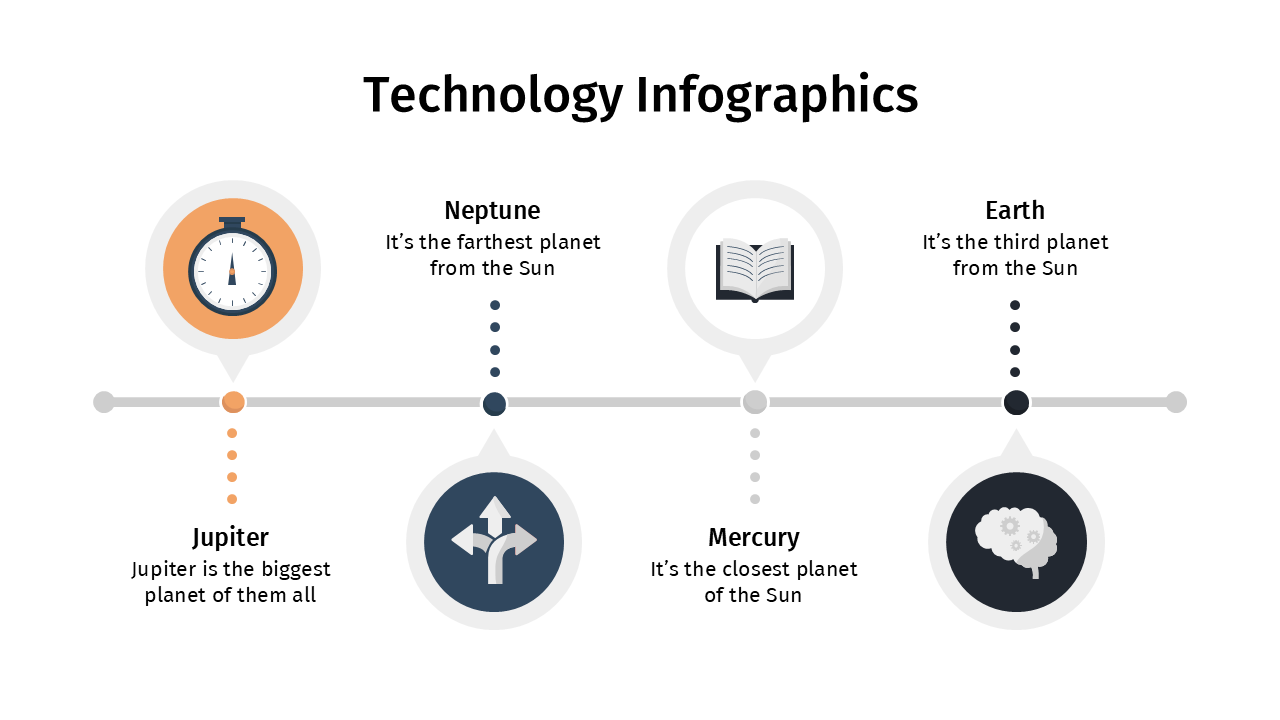 Technology Infographics
Neptune
It’s the farthest planet
from the Sun
Earth
It’s the third planet
from the Sun
Jupiter
Jupiter is the biggest
planet of them all
Mercury
It’s the closest planet
of the Sun